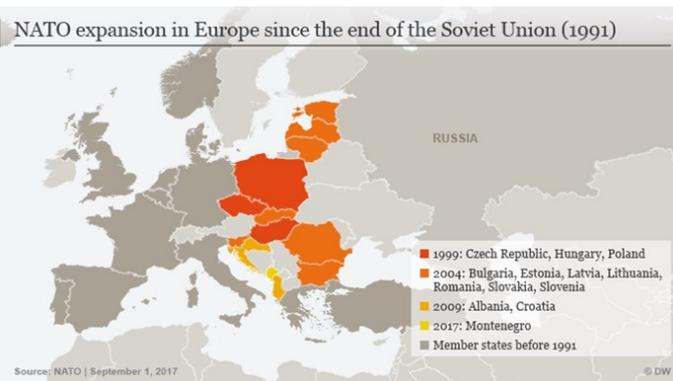 NATO expansion in Europe since the end of the Soviet Union (1991)
RUSSIA
1999: Czech Republic, Hungary, Poland
2004: Bulgaria, Estonia, Latvia, Lithuania,
Romania, Slovakia, Slovenia
2009: Albania, Croatia
2017: Montenegro
Member states before 1991
Source: NATO | September 1, 2017
© DW